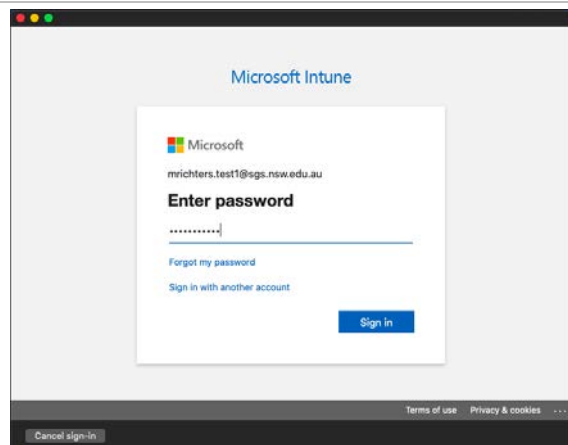 Microsoft Intune
Microsoft
mrichters.test1@sgs.nsw.edu.au
Enter password
•••••••••••
Forgot my password
Sign in with another account
Sign in
Terms of use Privacy & cookies ...
Cancel sign-in